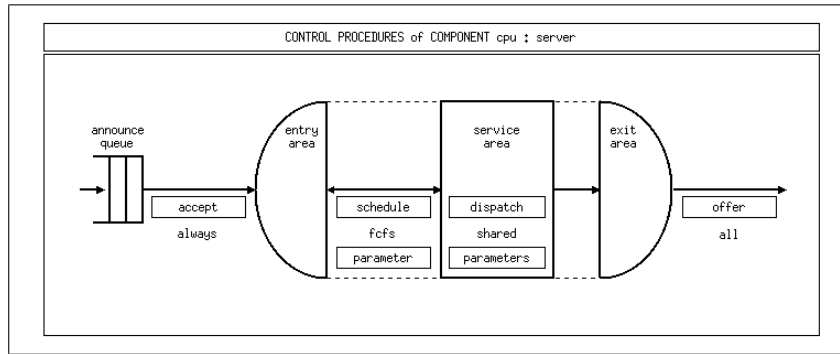 CONTROL PROCEDURES of COMPONENT cpu : server
announce
queue
entry
area
service
area
exit
area
accept
schedule
dispatch
offer
always
fcfs
shared
all
parameter
parameters